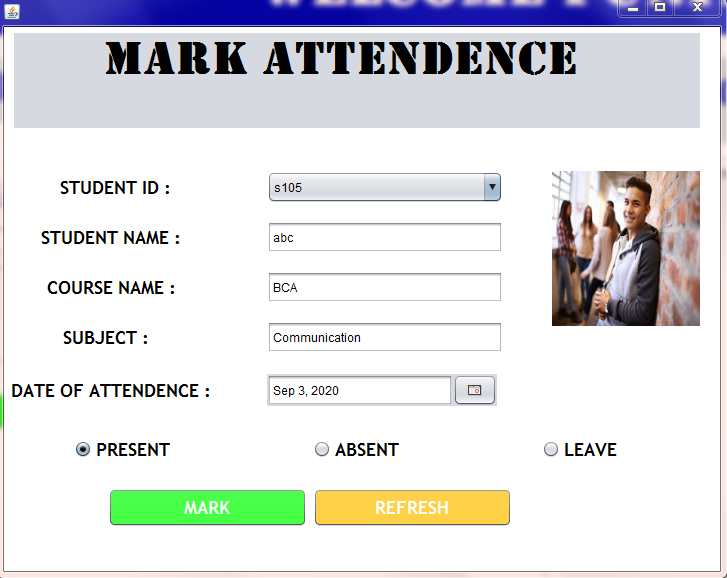 MARK ATTENDENCE
STUDENT ID : s105
STUDENT NAME : abc
COURSE NAME : BCA
SUBJECT : Communication
DATE OF ATTENDENCE : Sep 3, 2020
PRESENT ABSENT LEAVE
MARK REFRESH